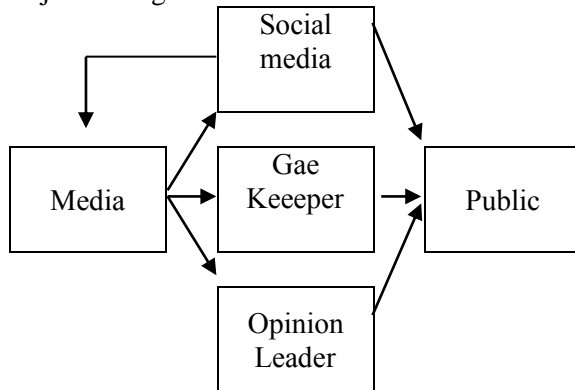 Social
media
Media
Gae
Keeeper
Public
Opinion
Leader